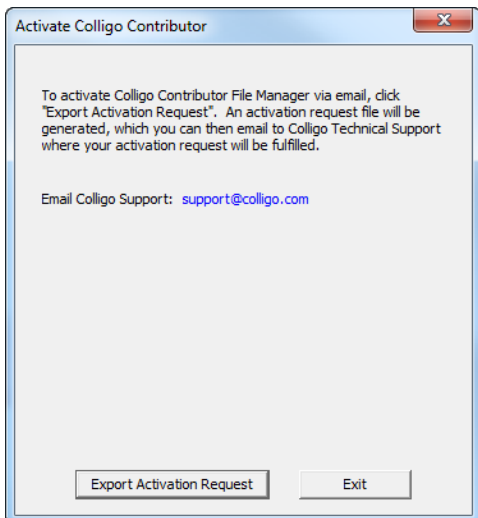 Activate Colligo Contributor
To activate Colligo Contributor File Manager via email, click
"Export Activation Request".  An activation request file will be
generated, which you can then email to Colligo Technical Support
where your activation request will be fulfilled.
Email Colligo Support:  support@colligo.com
Export Activation Request    Exit